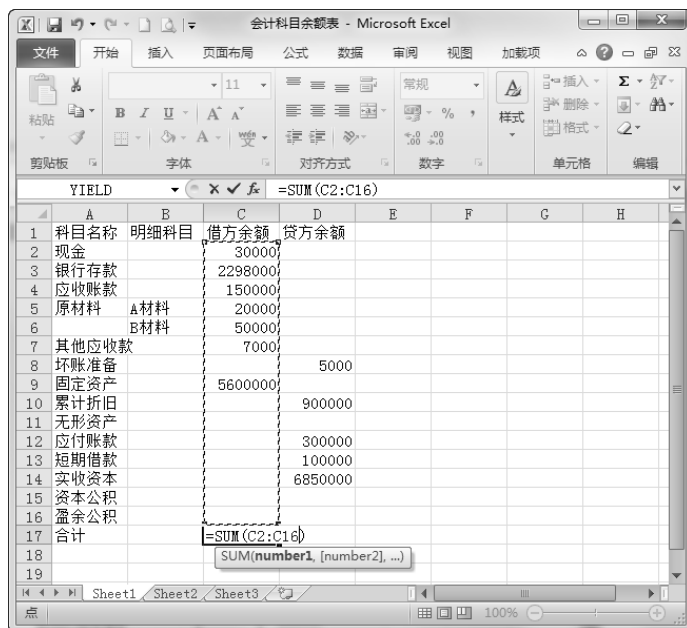 会计科目余额表 - Microsoft Excel
文件 开始 插入 页面布局 公式 数据 审阅 视图 加载项
粘贴 11 常规 样式 插入 删除 格式
B I U A A A wén 变 % , .00 .00 Σ
剪贴板 字体 对齐方式 数字 单元格 编辑
YIELD fx =SUM(C2:C16)
A B C D E F G H
1 科目名称 明细科目 借方余额 贷方余额
2 现金 30000
3 银行存款 2298000
4 应收账款 150000
5 原材料 A材料 20000
6 B材料 50000
7 其他应收款 7000
8 坏账准备 5000
9 固定资产 5600000
10 累计折旧 900000
11 无形资产
12 应付账款 300000
13 短期借款 100000
14 实收资本 6850000
15 资本公积
16 盈余公积
17 合计 =SUM(C2:C16)
18 SUM(number1, [number2], ...)
19
Sheet1 Sheet2 Sheet3
点 100%